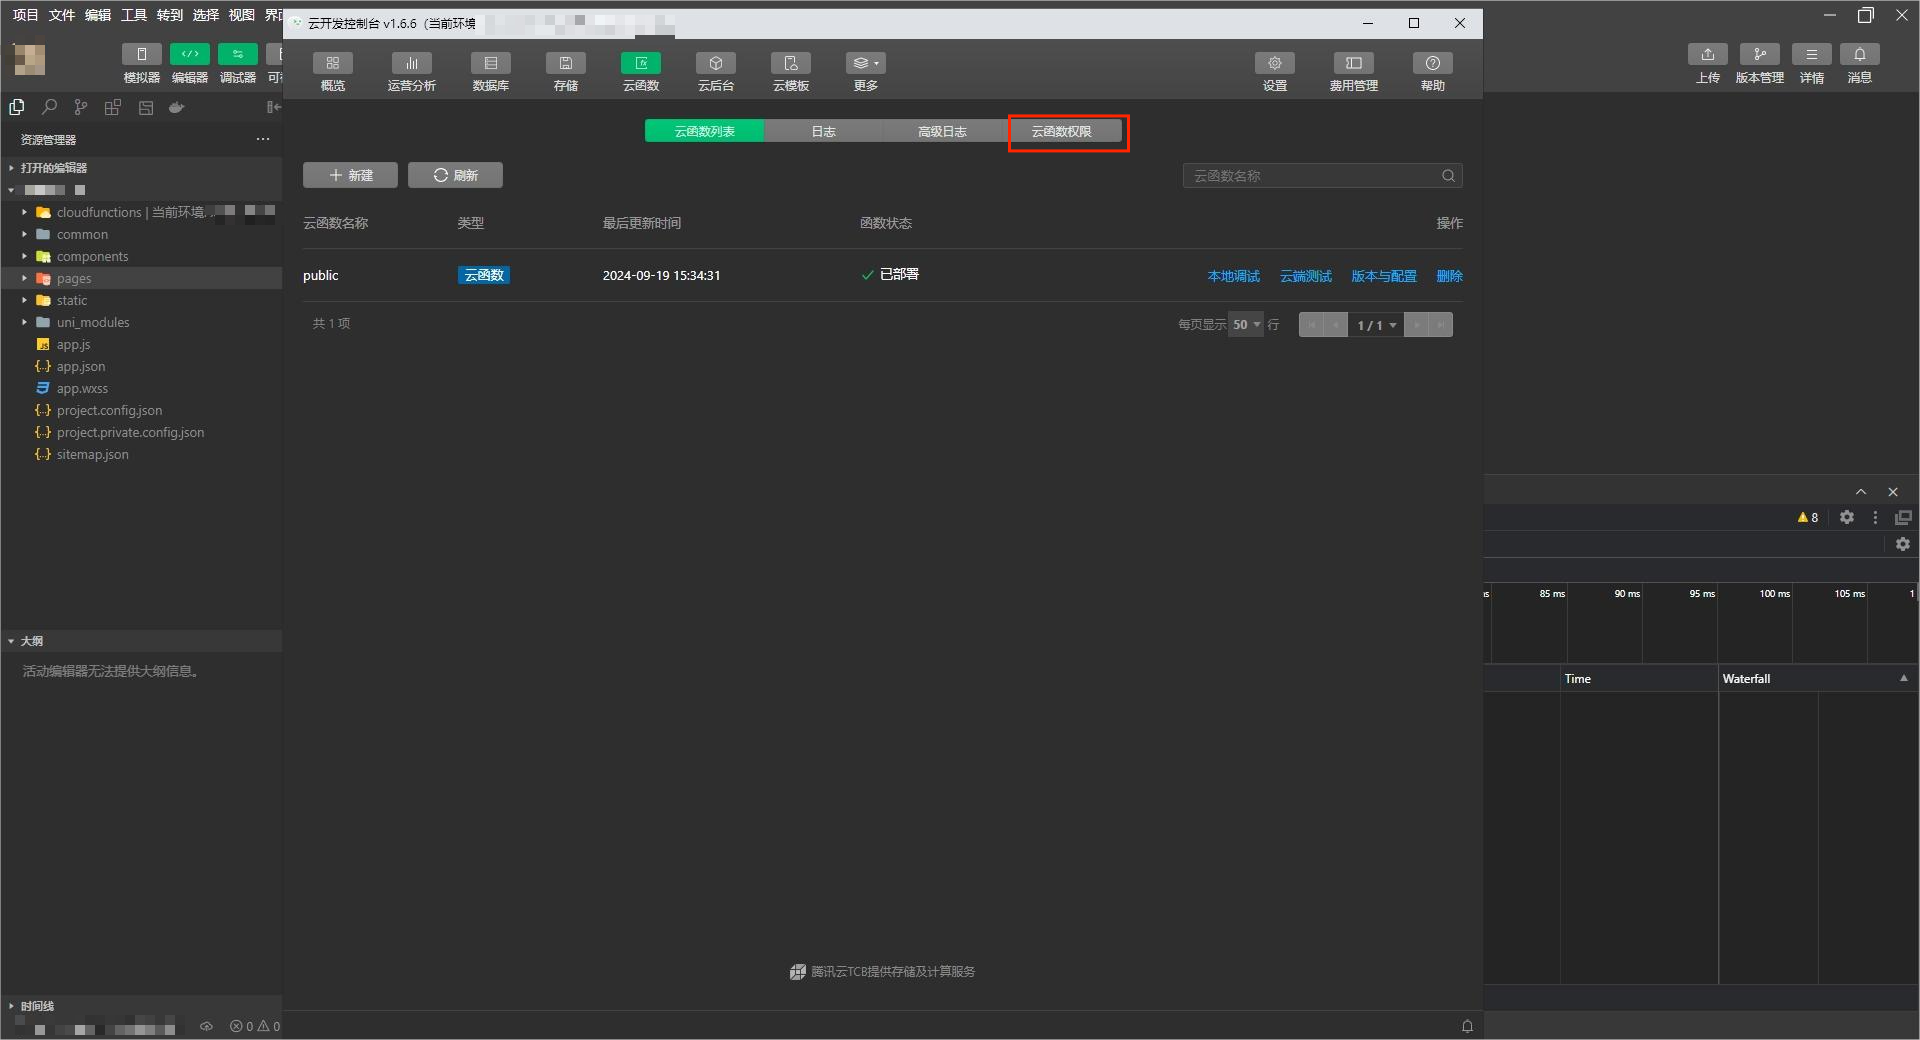 项目 文件 编辑 工具 转到 选择 视图
云开发控制台 v1.6.6 (当前环境
模拟器 编辑器 调试器
概览 运营分析 数据库 存储 云函数 云后台 云模板 更多 设置 费用管理 帮助
上传 版本管理 详情 消息
资源管理器
云函数列表 日志 高级日志 云函数权限
打开的编辑器
新建 刷新 云函数名称
cloudfunctions | 当前环境
common
components
pages
static
uni_modules
app.js
app.json
app.wxss
project.config.json
project.private.config.json
sitemap.json
云函数名称 类型 最后更新时间 函数状态 操作
public 云函数 2024-09-19 15:34:31 已部署 本地调试 云端测试 版本与配置 删除
共 1 项 每页显示 50 行 1 / 1
8
85 ms 90 ms 95 ms 100 ms 105 ms 1
Time Waterfall
大纲
活动编辑器无法提供大纲信息。
腾讯云TCB提供存储及计算服务
时间线
0 0